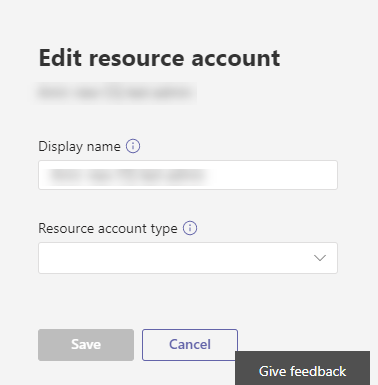 Edit resource account
Display name
Resource account type
Save
Cancel
Give feedback